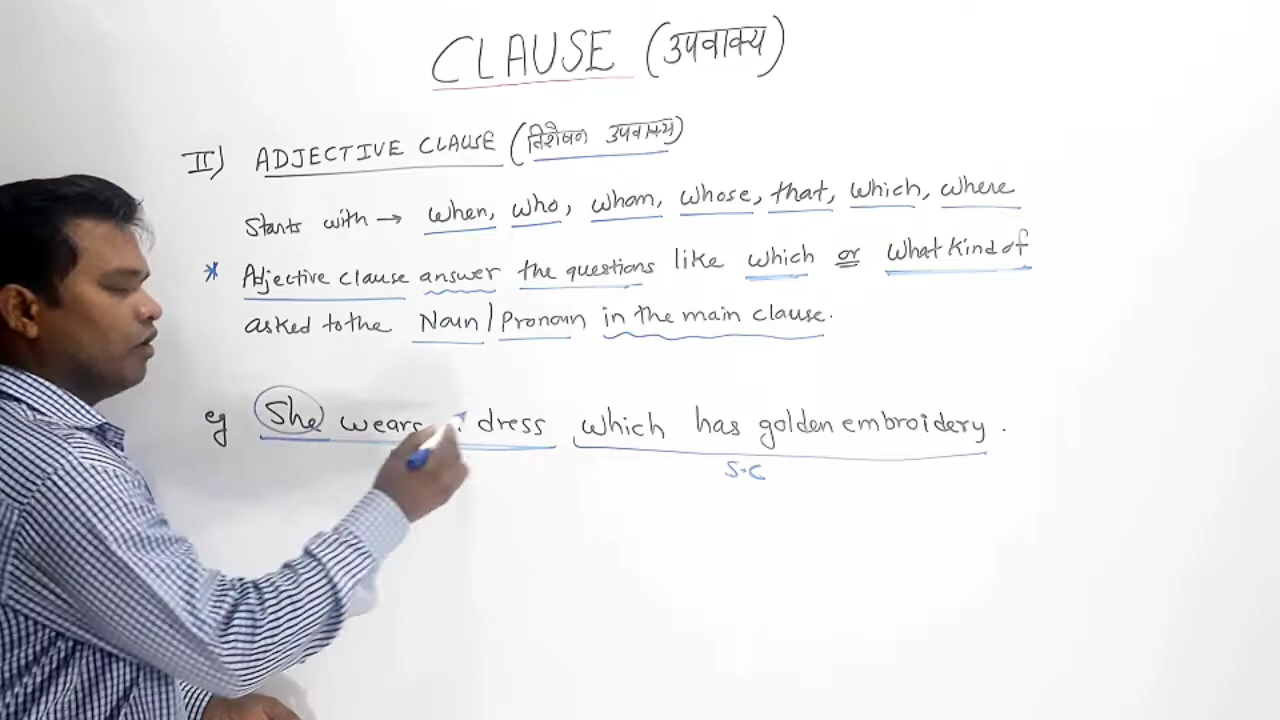 CLAUSE (उपवाक्य)
II) ADJECTIVE CLAUSE (विशेषण उपवाक्य)
Starts with → when, who, whom, whose, that, which, where
* Adjective clause answer the questions like which or what kind of
asked to the Noun/Pronoun in the main clause.
eg She wears dress which has golden embroidery.
S.C